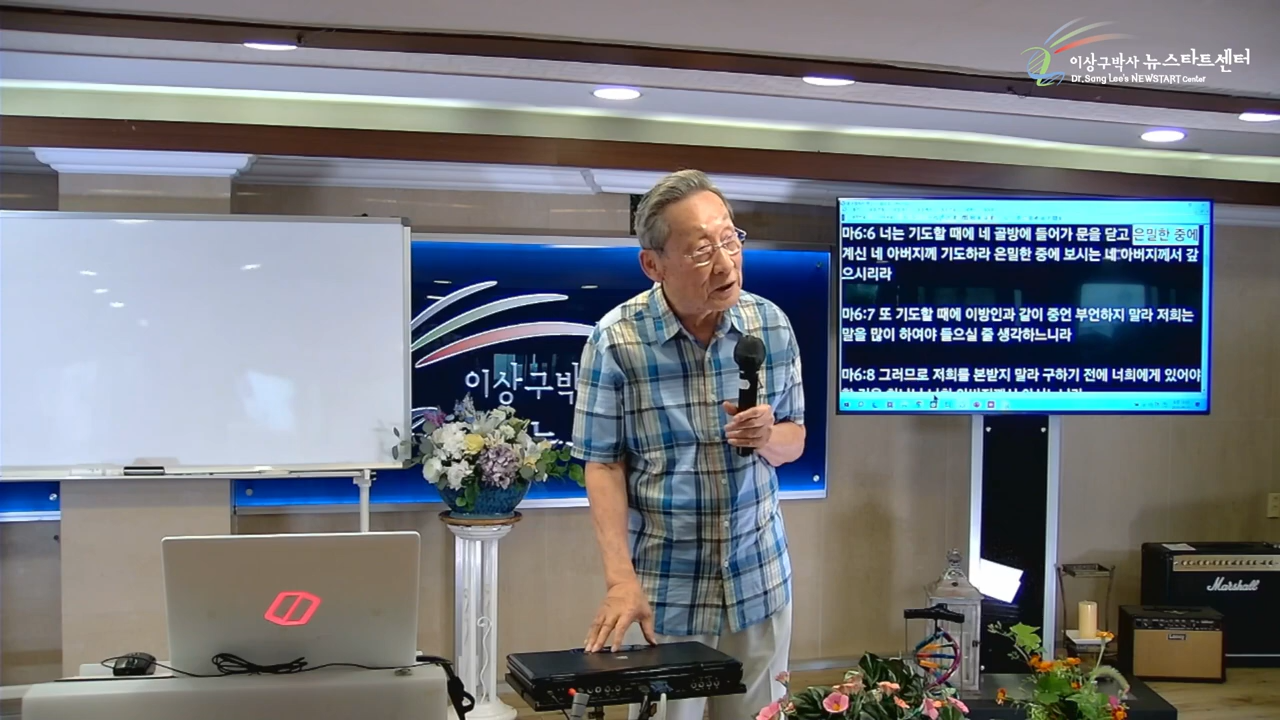 이상구박사 뉴스타트센터
Dr. Sang Lee's NEWSTART Center
마6:6 너는 기도할 때에 네 골방에 들어가 문을 닫고 은밀한 중에
계신 네 아버지께 기도하라 은밀한 중에 보시는 네 아버지께서 갚
으시리라
마6:7 또 기도할 때에 이방인과 같이 중언 부언하지 말라 저희는
말을 많이 하여야 들으실 줄 생각하느니라
마6:8 그러므로 저희를 본받지 말라 구하기 전에 너희에게 있어야
이상구
Marshall